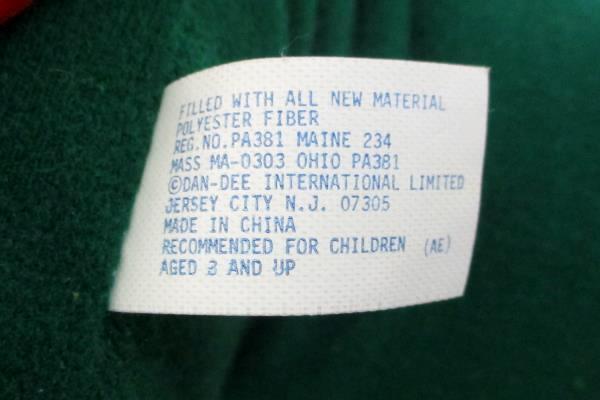 FILLED WITH ALL NEW MATERIAL
POLYESTER FIBER
REG.NO.PA381 MAINE 234
MASS MA-0303 OHIO PA381
©DAN-DEE INTERNATIONAL LIMITED
JERSEY CITY N.J. 07305
MADE IN CHINA
RECOMMENDED FOR CHILDREN (AE)
AGED 3 AND UP